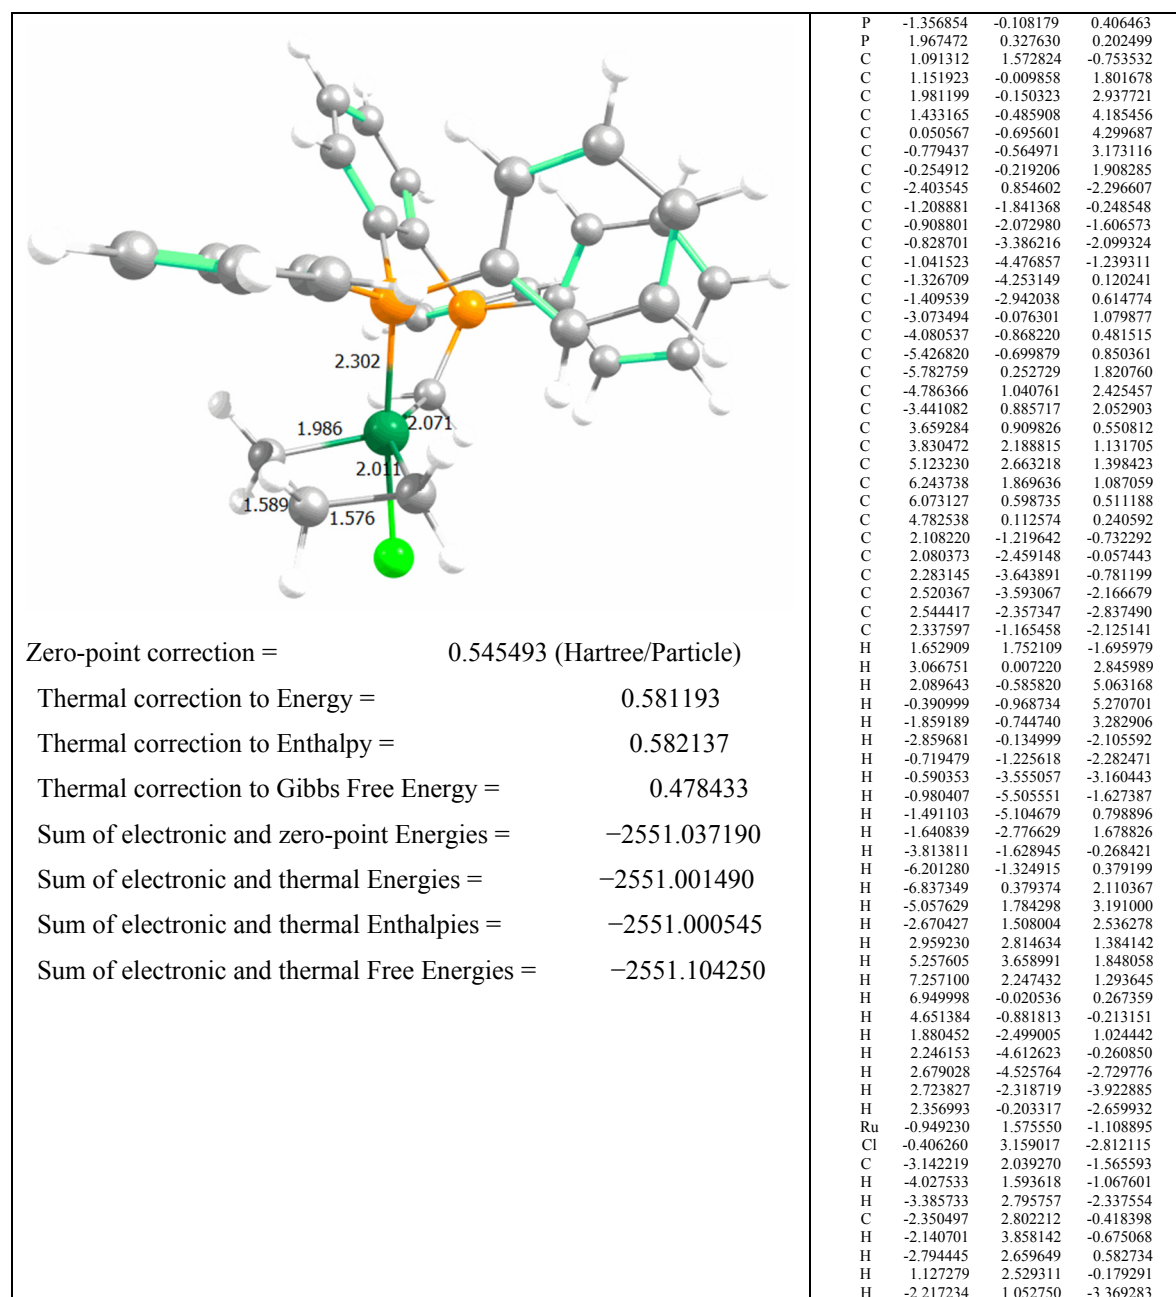 2.302
2.071
1.986
2.011
1.589
1.576
Zero-point correction = 0.545493 (Hartree/Particle)
Thermal correction to Energy = 0.581193
Thermal correction to Enthalpy = 0.582137
Thermal correction to Gibbs Free Energy = 0.478433
Sum of electronic and zero-point Energies = −2551.037190
Sum of electronic and thermal Energies = −2551.001490
Sum of electronic and thermal Enthalpies = −2551.000545
Sum of electronic and thermal Free Energies = −2551.104250
P -1.356854 -0.108179 0.406463
P 1.967472 0.327630 0.202499
C 1.091312 1.572824 -0.753532
C 1.151923 -0.009858 1.801678
C 1.981199 -0.150323 2.937721
C 1.433165 -0.485908 4.185456
C 0.050567 -0.695601 4.299687
C -0.779437 -0.564971 3.173116
C -0.254912 -0.219206 1.908285
C -2.403545 0.854602 -2.296607
C -1.208881 -1.841368 -0.248548
C -0.908801 -2.072980 -1.606573
C -0.828701 -3.386216 -2.099324
C -1.041523 -4.476857 -1.239311
C -1.326709 -4.253149 0.120241
C -1.409539 -2.942038 0.614774
C -3.073494 -0.076301 1.079877
C -4.080537 -0.868220 0.481515
C -5.426820 -0.699879 0.850361
C -5.782759 0.252729 1.820760
C -4.786366 1.040761 2.425457
C -3.441082 0.885717 2.052903
C 3.659284 0.909826 0.550812
C 3.830472 2.188815 1.131705
C 5.123230 2.663218 1.398423
C 6.243738 1.869636 1.087059
C 6.073127 0.598735 0.511188
C 4.782538 0.112574 0.240592
C 2.108220 -1.219642 -0.732292
C 2.080373 -2.459148 -0.057443
C 2.283145 -3.643891 -0.781199
C 2.520367 -3.593067 -2.166679
C 2.544417 -2.357347 -2.837490
C 2.337597 -1.165458 -2.125141
H 1.652909 1.752109 -1.695979
H 3.066751 0.007220 2.845989
H 2.089643 -0.585820 5.063168
H -0.390999 -0.968734 5.270701
H -1.859189 -0.744740 3.282906
H -2.859681 -0.134999 -2.105592
H -0.719479 -1.225618 -2.282471
H -0.590353 -3.555057 -3.160443
H -0.980407 -5.505551 -1.627387
H -1.491103 -5.104679 0.798896
H -1.640839 -2.776629 1.678826
H -3.813811 -1.628945 -0.268421
H -6.201280 -1.324915 0.379199
H -6.837349 0.379374 2.110367
H -5.057629 1.784298 3.191000
H -2.670427 1.508004 2.536278
H 2.959230 2.814634 1.384142
H 5.257605 3.658991 1.848058
H 7.257100 2.247432 1.293645
H 6.949998 -0.020536 0.267359
H 4.651384 -0.881813 -0.213151
H 1.880452 -2.499005 1.024442
H 2.246153 -4.612623 -0.260850
H 2.679028 -4.525764 -2.729776
H 2.723827 -2.318719 -3.922885
H 2.356993 -0.203317 -2.659932
Ru -0.949230 1.575550 -1.108895
Cl -0.406260 3.159017 -2.812115
C -3.142219 2.039270 -1.565593
H -4.027533 1.593618 -1.067601
H -3.385733 2.795757 -2.337554
C -2.350497 2.802212 -0.418398
H -2.140701 3.858142 -0.675068
H -2.794445 2.659649 0.582734
H 1.127279 2.529311 -0.179291
H -2.217234 1.052750 -3.369283